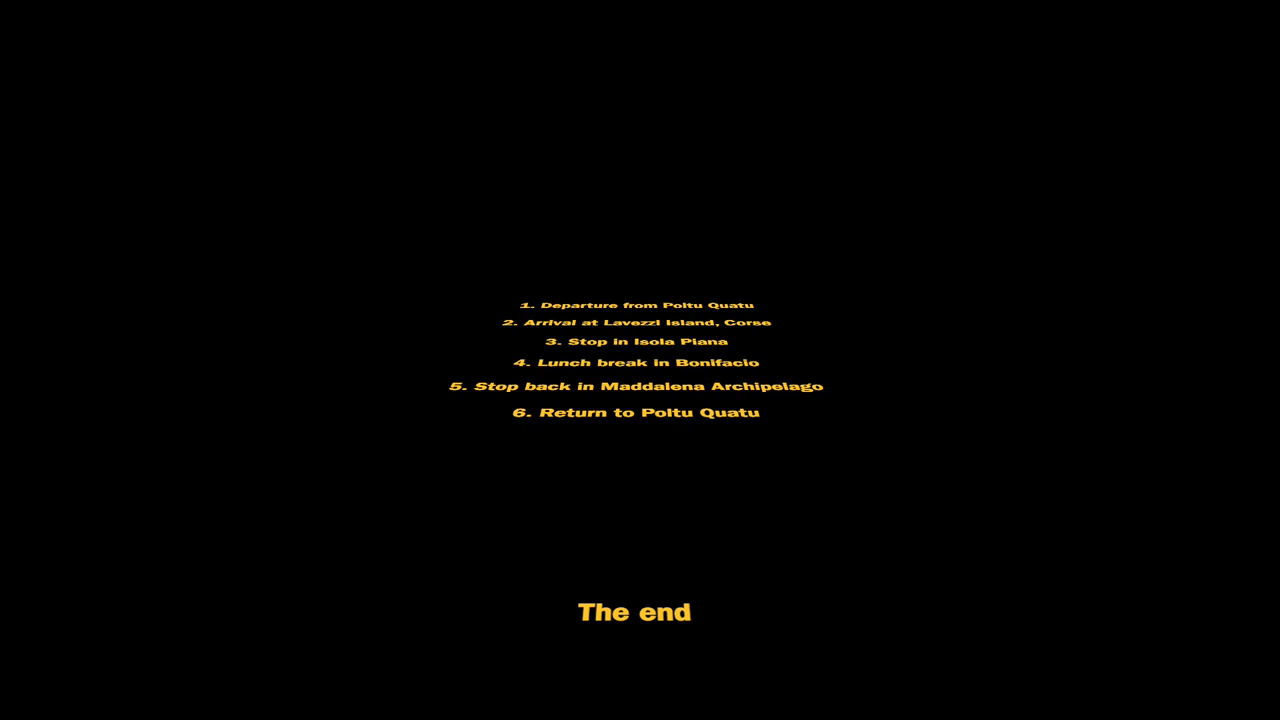 1. Departure from Poltu Quatu
2. Arrival at Lavezzi Island, Corse
3. Stop in Isola Piana
4. Lunch break in Bonifacio
5. Stop back in Maddalena Archipelago
6. Return to Poltu Quatu
The end